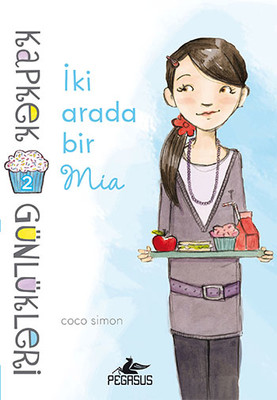 KAPKEK
2
GÜNLÜKLERİ
İki
arada
bir
Mia
coco simon
PEGASUS